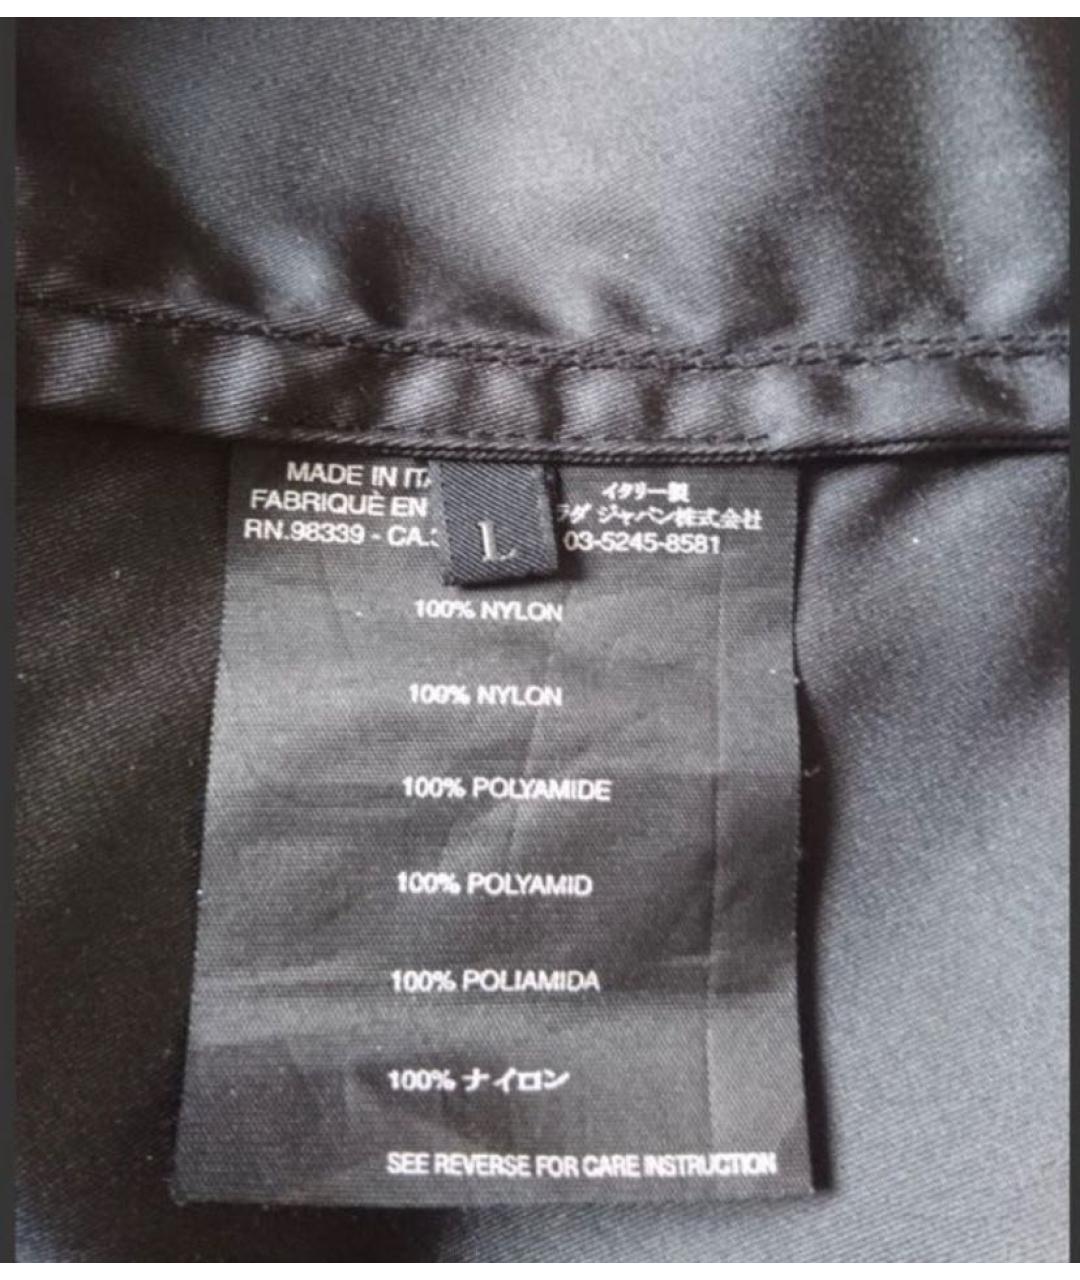 MADE IN ITA
FABRIQUÈ EN
RN.98339 - CA.
L
イタリー製
ラダ ジャパン株式会社
03-5245-8581
100% NYLON
100% NYLON
100% POLYAMIDE
100% POLYAMID
100% POLIAMIDA
100% ナイロン
SEE REVERSE FOR CARE INSTRUCTION